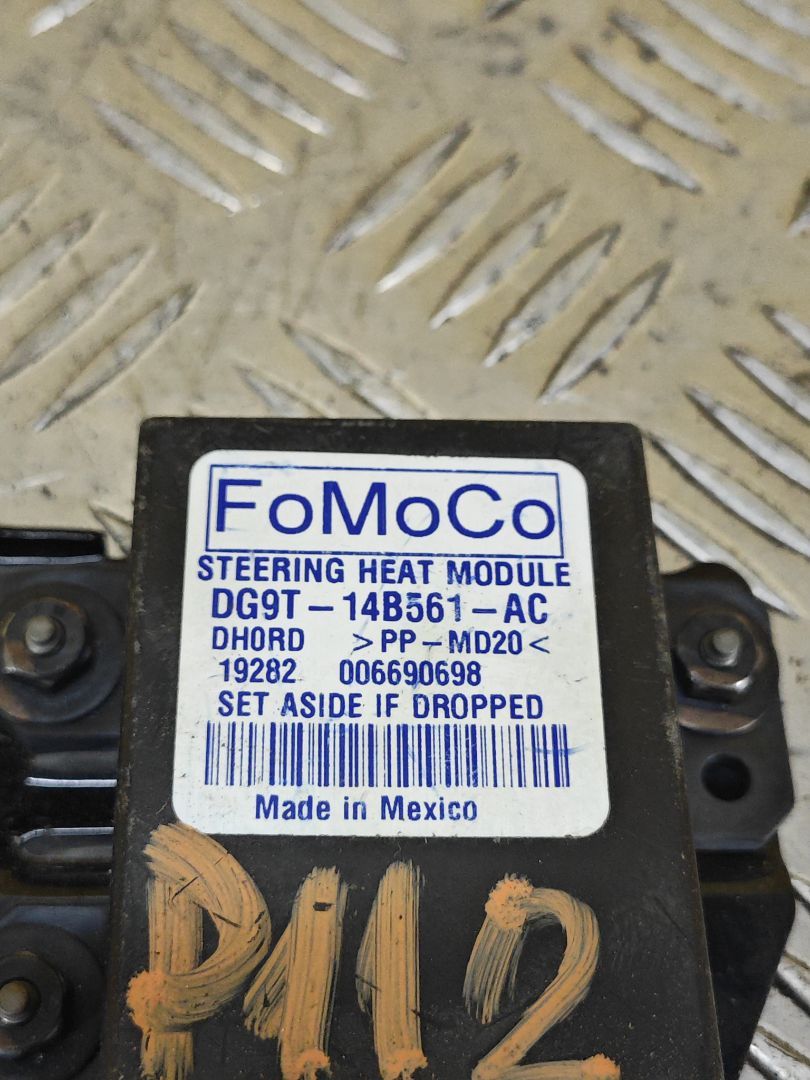 FoMoCo
STEERING HEAT MODULE
DG9T-14B561-AC
DH0RD >PP-MD20<
19282 006690698
SET ASIDE IF DROPPED
Made in Mexico
P112